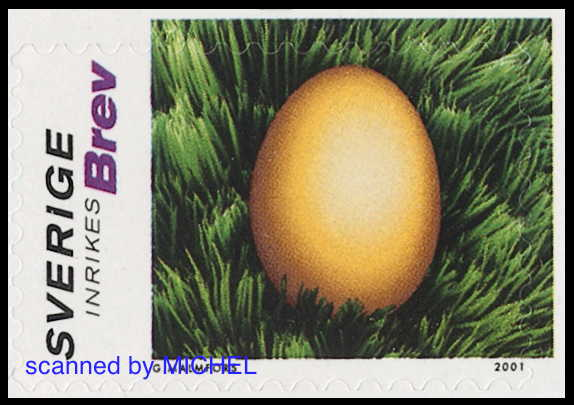 SVERIGE
INRIKES Brev
2001
scanned by MICHEL